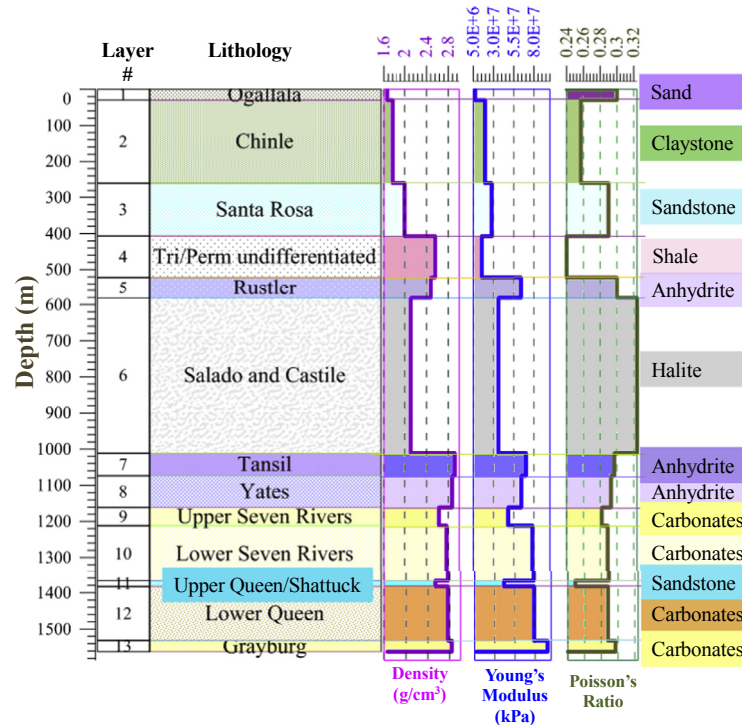 Layer
#
Lithology
1.6 2 2.4 2.8
5.0E+6 3.0E+7 5.5E+7 8.0E+7
0.24 0.26 0.28 0.3 0.32
Depth (m)
0
100
200
300
400
500
600
700
800
900
1000
1100
1200
1300
1400
1500
1 Ogallala Sand
2 Chinle Claystone
3 Santa Rosa Sandstone
4 Tri/Perm undifferentiated Shale
5 Rustler Anhydrite
6 Salado and Castile Halite
7 Tansil Anhydrite
8 Yates Anhydrite
9 Upper Seven Rivers Carbonates
10 Lower Seven Rivers Carbonates
11 Upper Queen/Shattuck Sandstone
12 Lower Queen Carbonates
13 Grayburg Carbonates
Density
(g/cm³)
Young's
Modulus
(kPa)
Poisson's
Ratio